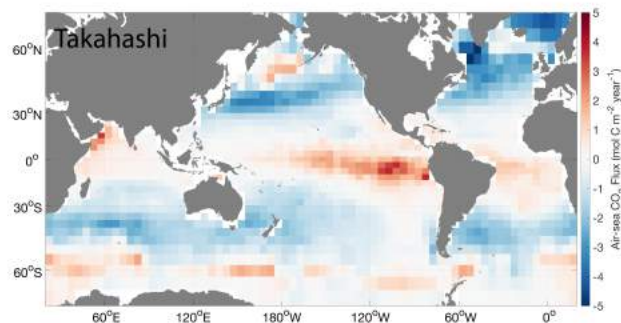 Takahashi
60°N
30°N
0°
30°S
60°S
60°E
120°E
180°W
120°W
60°W
0°
5
4
3
2
1
0
-1
-2
-3
-4
-5
Air-sea CO₂ Flux (mol C m⁻² year⁻¹)